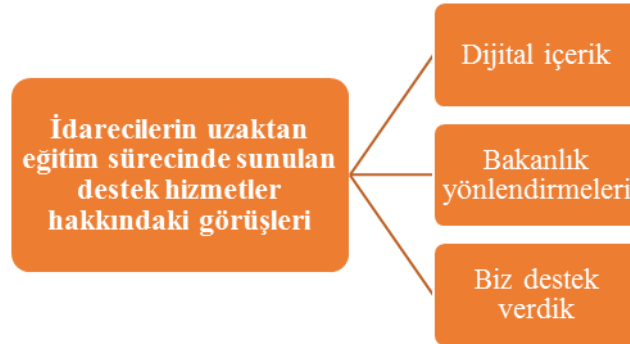 İdarecilerin uzaktan
eğitim sürecinde sunulan
destek hizmetler
hakkındaki görüşleri
Dijital içerik
Bakanlık
yönlendirmeleri
Biz destek
verdik